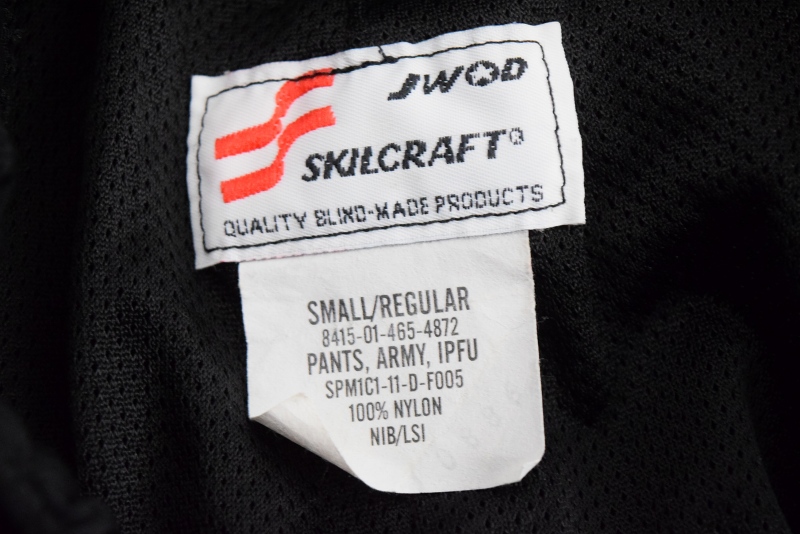 JWOD
SKILCRAFT®
QUALITY BLIND-MADE PRODUCTS
SMALL/REGULAR
8415-01-465-4872
PANTS, ARMY, IPFU
SPM1C1-11-D-F005
100% NYLON
NIB/LSI